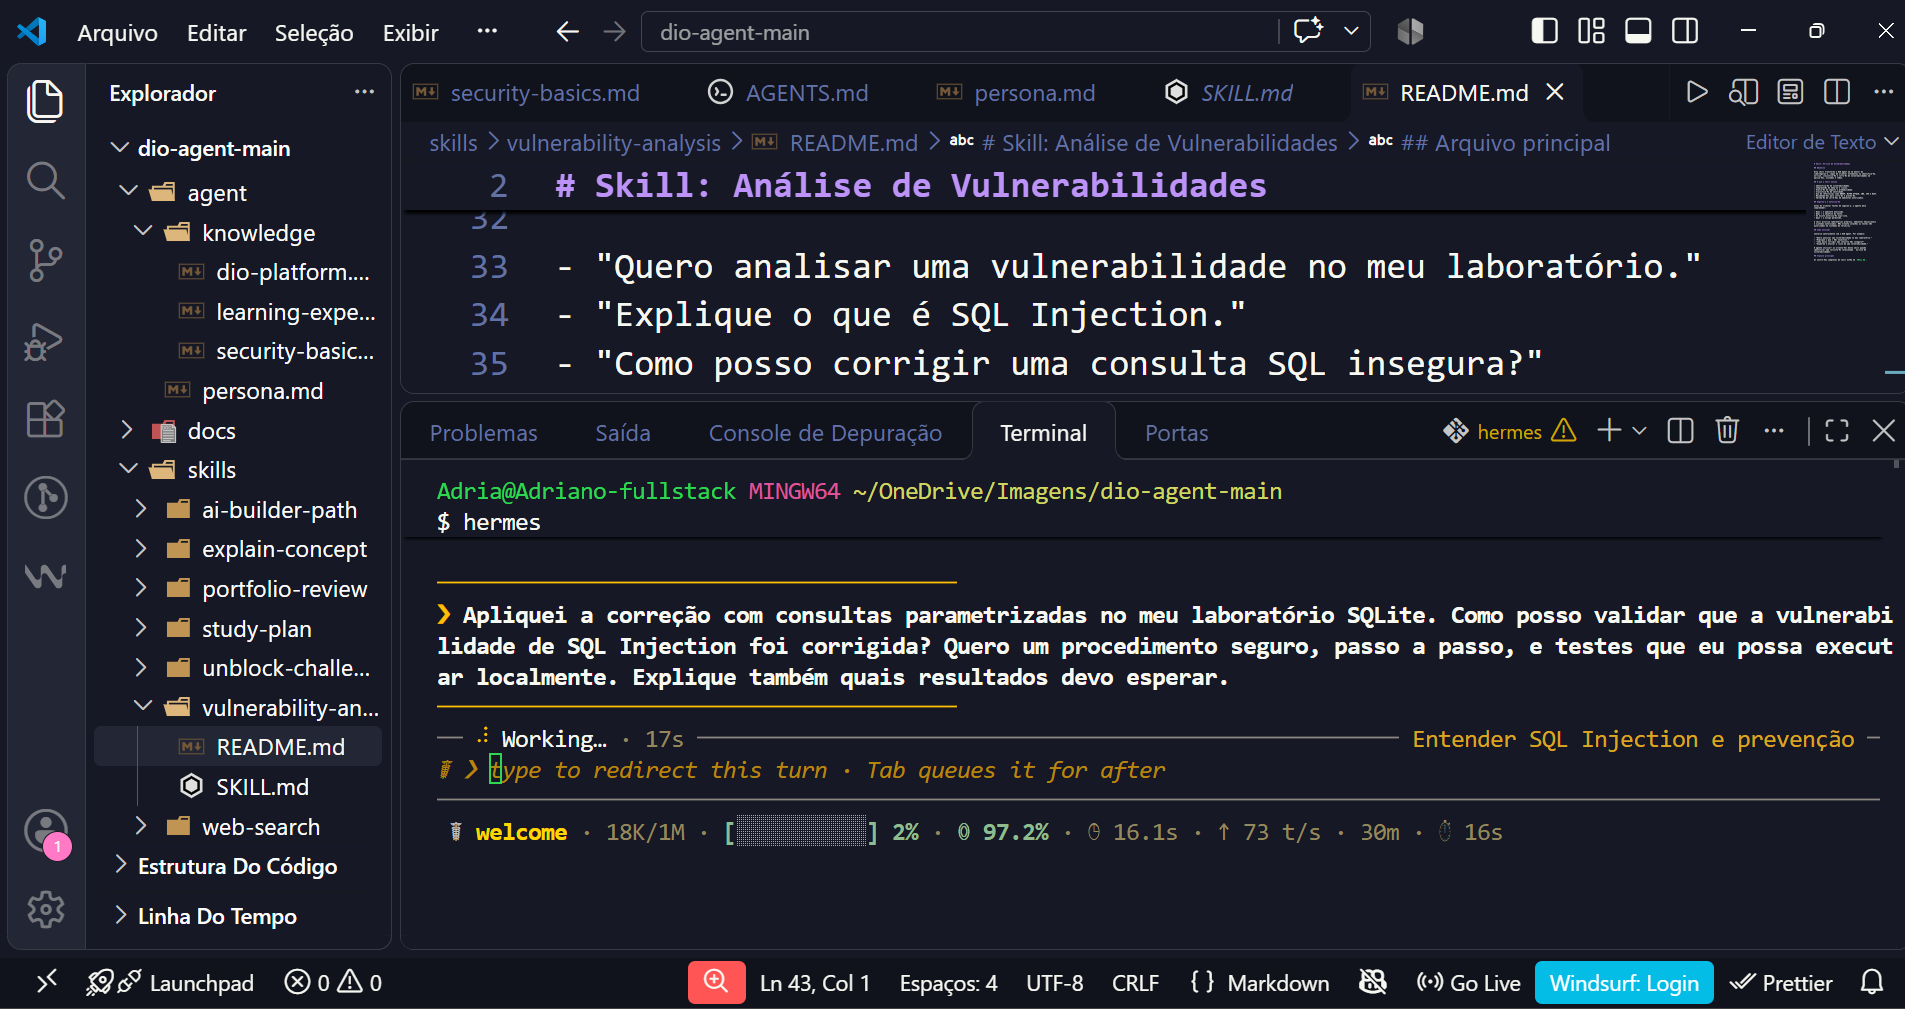 Arquivo Editar Seleção Exibir ··· dio-agent-main
Explorador ···
dio-agent-main
agent
knowledge
dio-platform....
learning-expe...
security-basic...
persona.md
docs
skills
ai-builder-path
explain-concept
portfolio-review
study-plan
unblock-challe...
vulnerability-an...
README.md
SKILL.md
web-search
Estrutura Do Código
Linha Do Tempo
1
security-basics.md AGENTS.md persona.md SKILL.md README.md
skills > vulnerability-analysis > README.md > abc # Skill: Análise de Vulnerabilidades > abc ## Arquivo principal Editor de Texto
2 # Skill: Análise de Vulnerabilidades
32
33 - "Quero analisar uma vulnerabilidade no meu laboratório."
34 - "Explique o que é SQL Injection."
35 - "Como posso corrigir uma consulta SQL insegura?"
Problemas Saída Console de Depuração Terminal Portas hermes
Adria@Adriano-fullstack MINGW64 ~/OneDrive/Imagens/dio-agent-main
$ hermes
❯ Apliquei a correção com consultas parametrizadas no meu laboratório SQLite. Como posso validar que a vulnerabi
lidade de SQL Injection foi corrigida? Quero um procedimento seguro, passo a passo, e testes que eu possa execut
ar localmente. Explique também quais resultados devo esperar.
Working… · 17s Entender SQL Injection e prevenção
❯ type to redirect this turn · Tab queues it for after
welcome · 18K/1M · [ ] 2% · 97.2% · 16.1s · ↑ 73 t/s · 30m · 16s
Launchpad 0 0 Ln 43, Col 1 Espaços: 4 UTF-8 CRLF {} Markdown Go Live Windsurf: Login Prettier